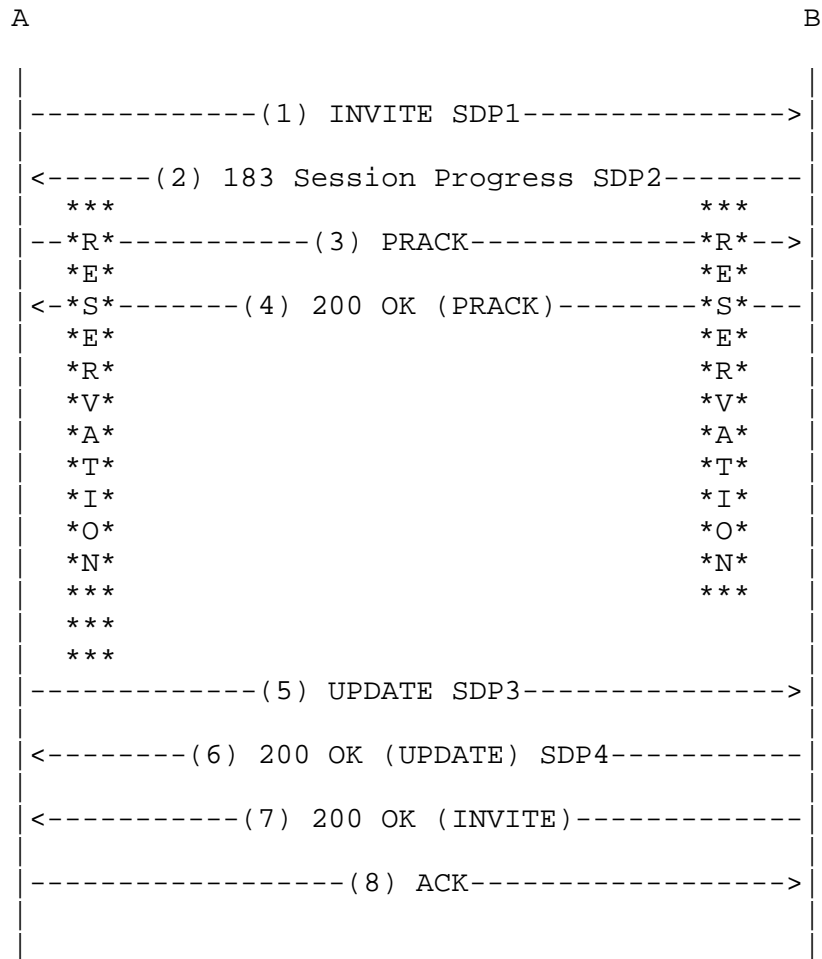 A B
|-------------(1) INVITE SDP1--------------->|
|<------(2) 183 Session Progress SDP2--------|
| *** *** |
|--*R*-----------(3) PRACK-------------*R*-->|
| *E* *E* |
|<-*S*-------(4) 200 OK (PRACK)--------*S*---|
| *E* *E* |
| *R* *R* |
| *V* *V* |
| *A* *A* |
| *T* *T* |
| *I* *I* |
| *O* *O* |
| *N* *N* |
| *** *** |
| *** |
| *** |
|-------------(5) UPDATE SDP3--------------->|
|<--------(6) 200 OK (UPDATE) SDP4-----------|
|<-----------(7) 200 OK (INVITE)-------------|
|------------------(8) ACK------------------>|